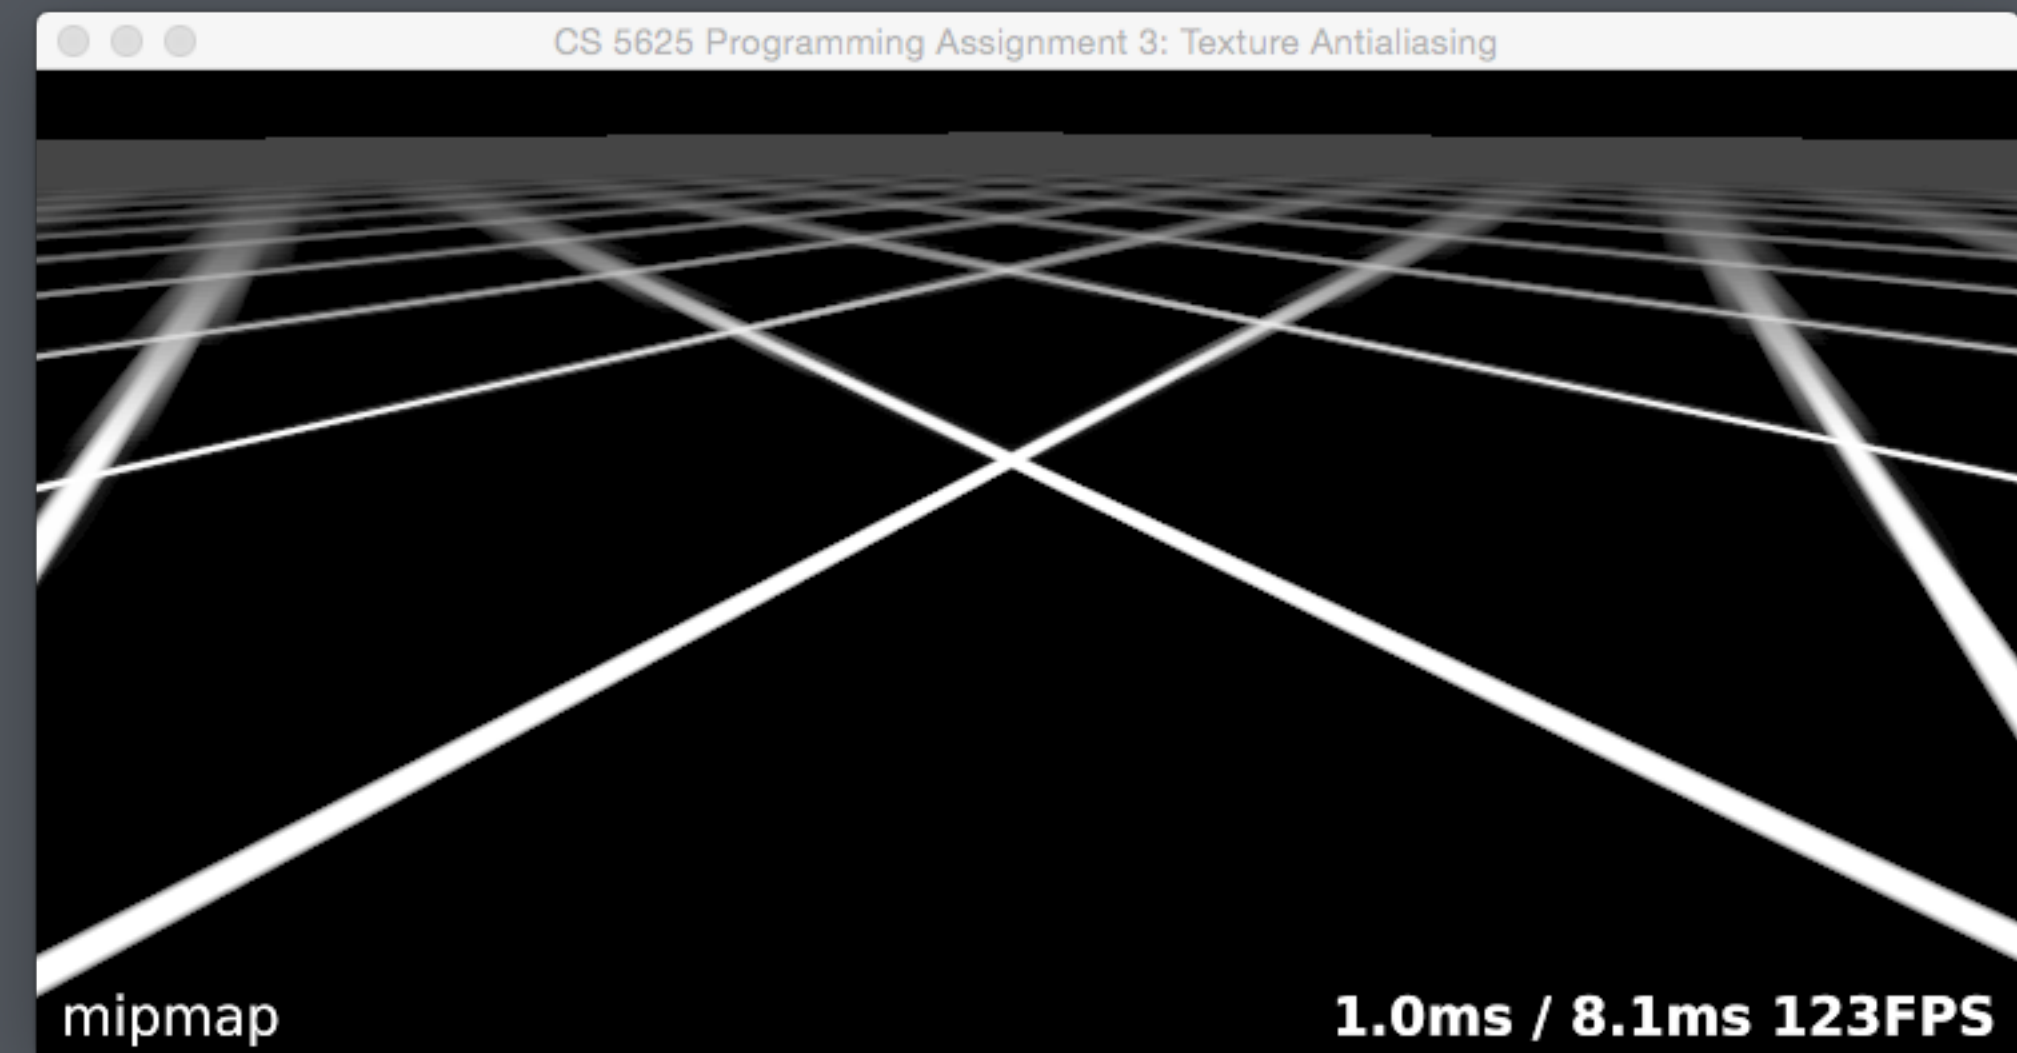 CS 5625 Programming Assignment 3: Texture Antialiasing
mipmap
1.0ms / 8.1ms 123FPS